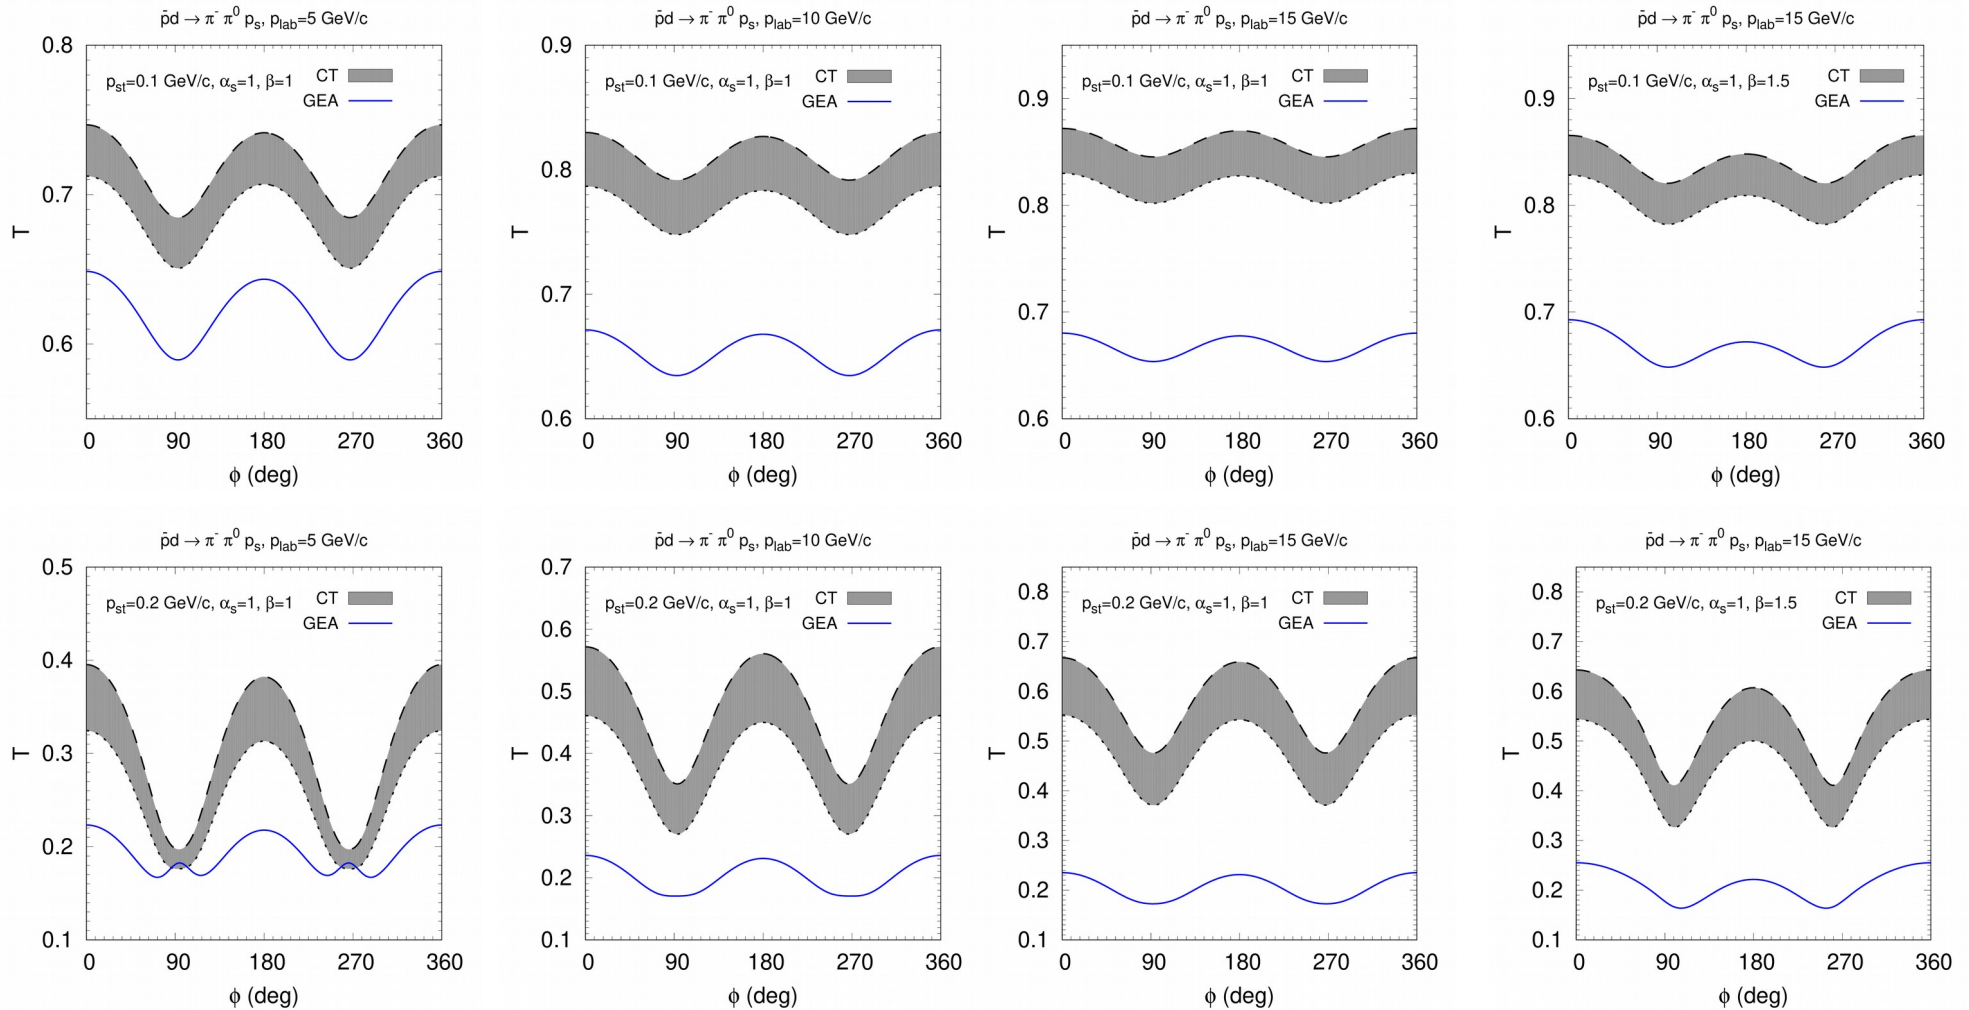 p̄d → π⁻ π⁰ pₛ, p_lab=5 GeV/c
0.8
p_st=0.1 GeV/c, αₛ=1, β=1
CT
GEA
0.7
T
0.6
0 90 180 270 360
ϕ (deg)
p̄d → π⁻ π⁰ pₛ, p_lab=10 GeV/c
0.9
p_st=0.1 GeV/c, αₛ=1, β=1
CT
GEA
0.8
T
0.7
0.6
0 90 180 270 360
ϕ (deg)
p̄d → π⁻ π⁰ pₛ, p_lab=15 GeV/c
p_st=0.1 GeV/c, αₛ=1, β=1
CT
0.9
GEA
0.8
T
0.7
0.6
0 90 180 270 360
ϕ (deg)
p̄d → π⁻ π⁰ pₛ, p_lab=15 GeV/c
p_st=0.1 GeV/c, αₛ=1, β=1.5
CT
0.9
GEA
0.8
T
0.7
0.6
0 90 180 270 360
ϕ (deg)
p̄d → π⁻ π⁰ pₛ, p_lab=5 GeV/c
0.5
p_st=0.2 GeV/c, αₛ=1, β=1
CT
GEA
0.4
0.3
T
0.2
0.1
0 90 180 270 360
ϕ (deg)
p̄d → π⁻ π⁰ pₛ, p_lab=10 GeV/c
0.7
p_st=0.2 GeV/c, αₛ=1, β=1
CT
0.6
GEA
0.5
0.4
T
0.3
0.2
0.1
0 90 180 270 360
ϕ (deg)
p̄d → π⁻ π⁰ pₛ, p_lab=15 GeV/c
0.8
p_st=0.2 GeV/c, αₛ=1, β=1
CT
GEA
0.7
0.6
0.5
T
0.4
0.3
0.2
0.1
0 90 180 270 360
ϕ (deg)
p̄d → π⁻ π⁰ pₛ, p_lab=15 GeV/c
0.8
p_st=0.2 GeV/c, αₛ=1, β=1.5
CT
GEA
0.7
0.6
0.5
T
0.4
0.3
0.2
0.1
0 90 180 270 360
ϕ (deg)